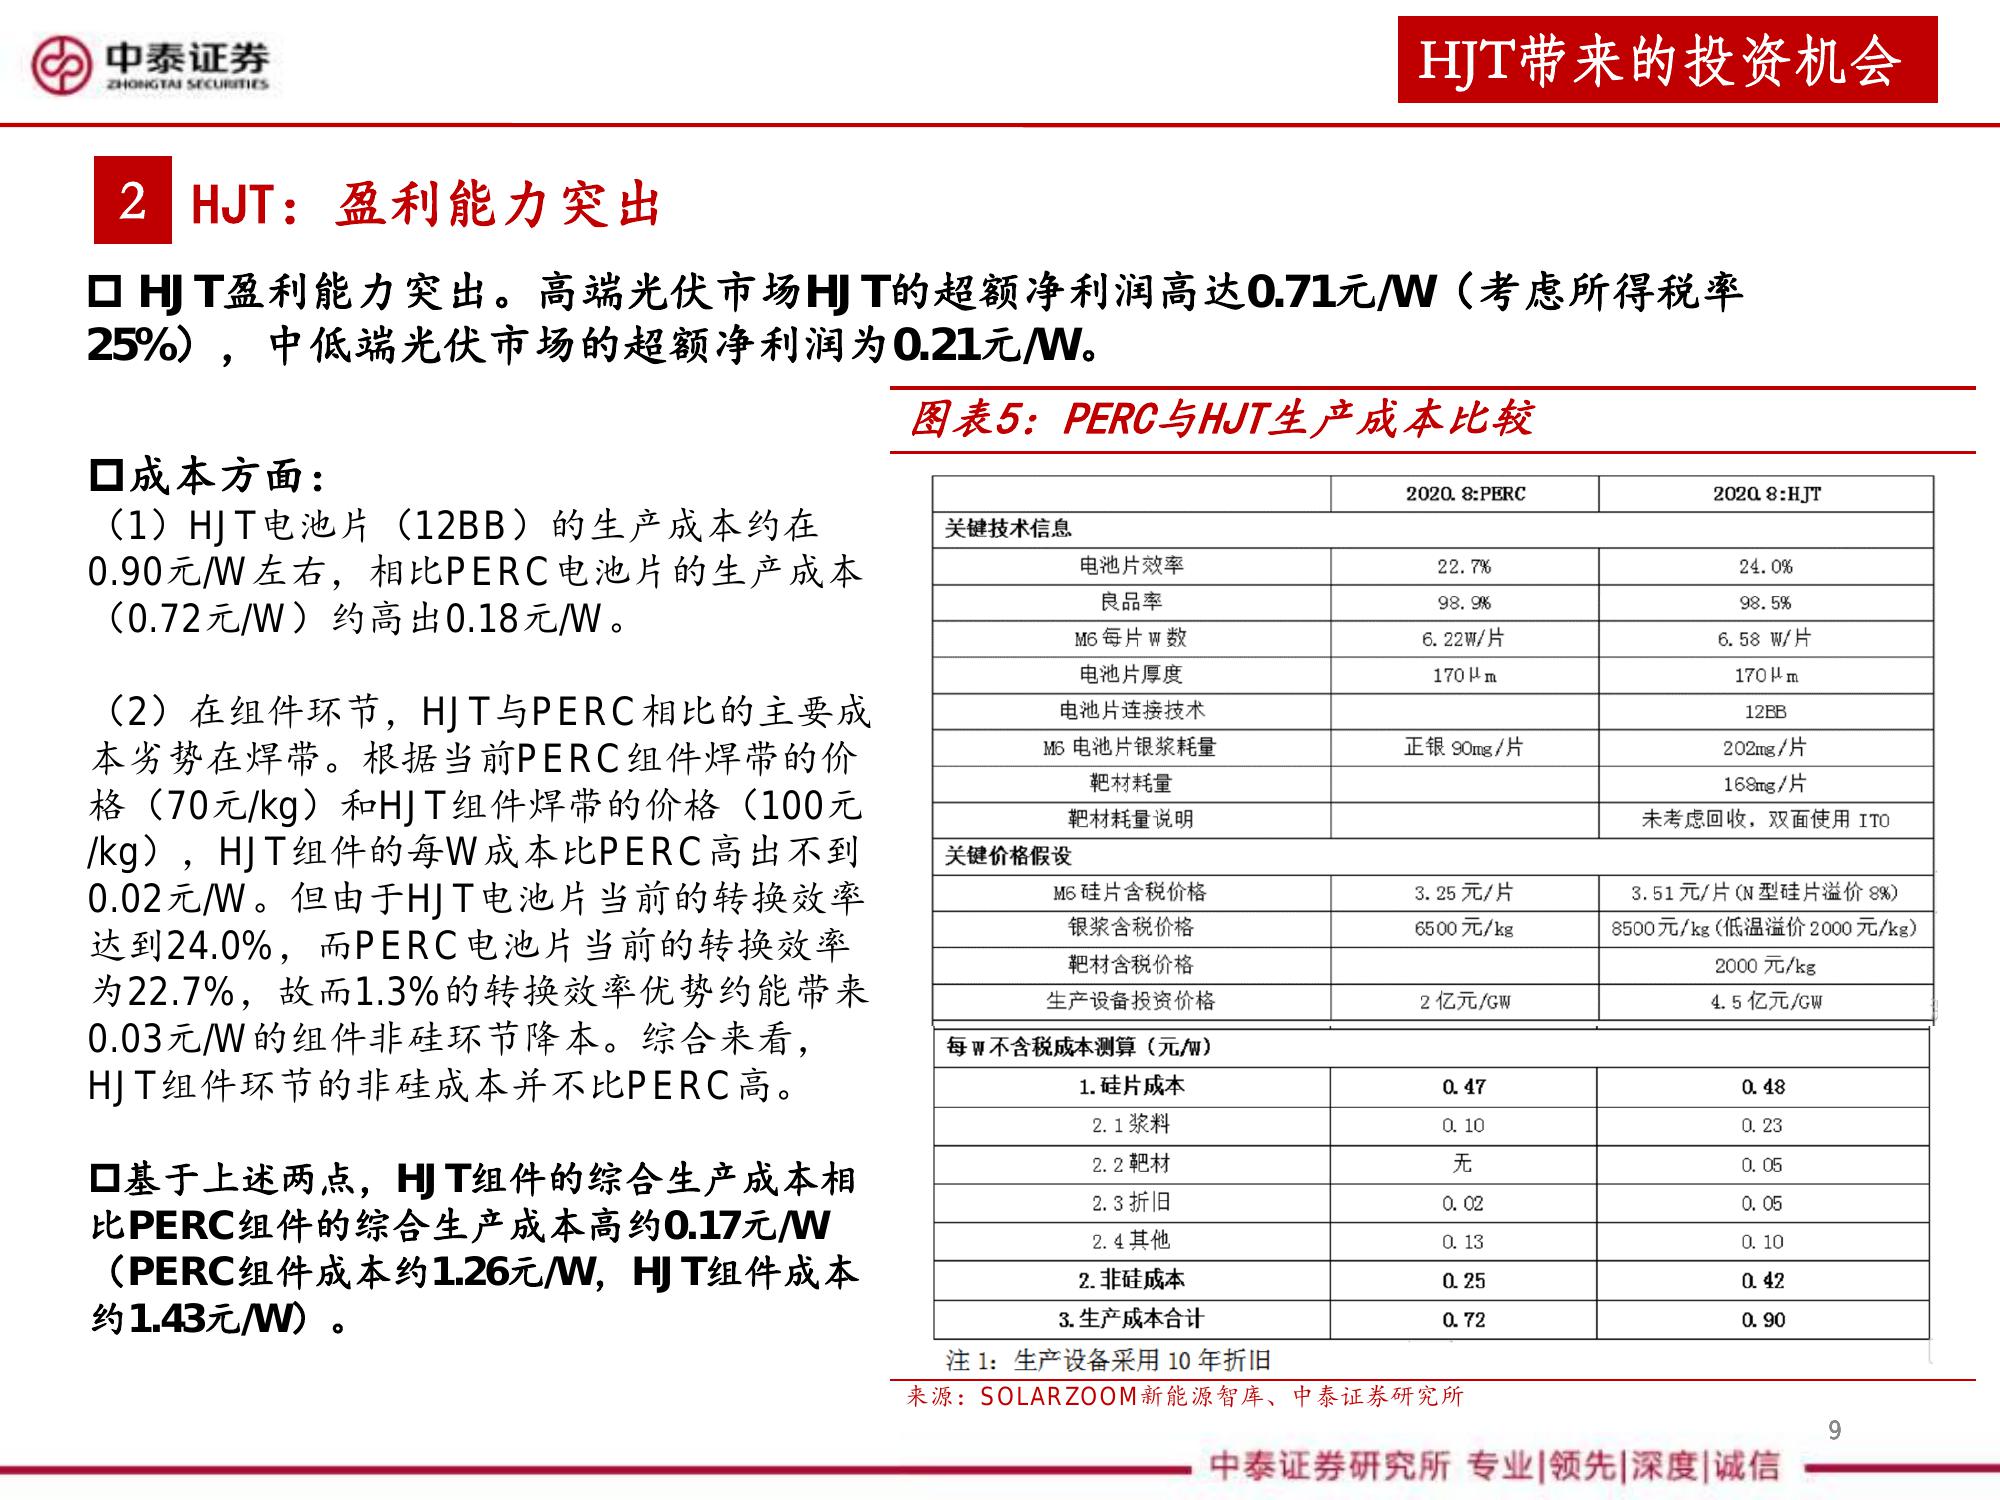 中泰证券
ZHONGTAI SECURITIES
HJT带来的投资机会
2 HJT：盈利能力突出
HJT盈利能力突出。高端光伏市场HJT的超额净利润高达0.71元/W（考虑所得税率
25%），中低端光伏市场的超额净利润为0.21元/W。
成本方面：
（1）HJT电池片（12BB）的生产成本约在
0.90元/W左右，相比PERC电池片的生产成本
（0.72元/W）约高出0.18元/W。
（2）在组件环节，HJT与PERC相比的主要成
本劣势在焊带。根据当前PERC组件焊带的价
格（70元/kg）和HJT组件焊带的价格（100元
/kg），HJT组件的每W成本比PERC高出不到
0.02元/W。但由于HJT电池片当前的转换效率
达到24.0%，而PERC电池片当前的转换效率
为22.7%，故而1.3%的转换效率优势约能带来
0.03元/W的组件非硅环节降本。综合来看，
HJT组件环节的非硅成本并不比PERC高。
基于上述两点，HJT组件的综合生产成本相
比PERC组件的综合生产成本高约0.17元/W
（PERC组件成本约1.26元/W，HJT组件成本
约1.43元/W）。
图表5：PERC与HJT生产成本比较
2020.8:PERC 2020.8:HJT
关键技术信息
电池片效率 22.7% 24.0%
良品率 98.9% 98.5%
M6每片W数 6.22W/片 6.58 W/片
电池片厚度 170μm 170μm
电池片连接技术 12BB
M6 电池片银浆耗量 正银 90mg/片 202mg/片
靶材耗量 168mg/片
靶材耗量说明 未考虑回收，双面使用 ITO
关键价格假设
M6 硅片含税价格 3.25 元/片 3.51 元/片(N 型硅片溢价 8%)
银浆含税价格 6500 元/kg 8500 元/kg(低温溢价 2000 元/kg)
靶材含税价格 2000 元/kg
生产设备投资价格 2 亿元/GW 4.5 亿元/GW
每W不含税成本测算（元/W）
1.硅片成本 0.47 0.48
2.1浆料 0.10 0.23
2.2靶材 无 0.05
2.3折旧 0.02 0.05
2.4其他 0.13 0.10
2.非硅成本 0.25 0.42
3.生产成本合计 0.72 0.90
注 1：生产设备采用 10 年折旧
来源：SOLARZOOM新能源智库、中泰证券研究所
9
中泰证券研究所 专业|领先|深度|诚信